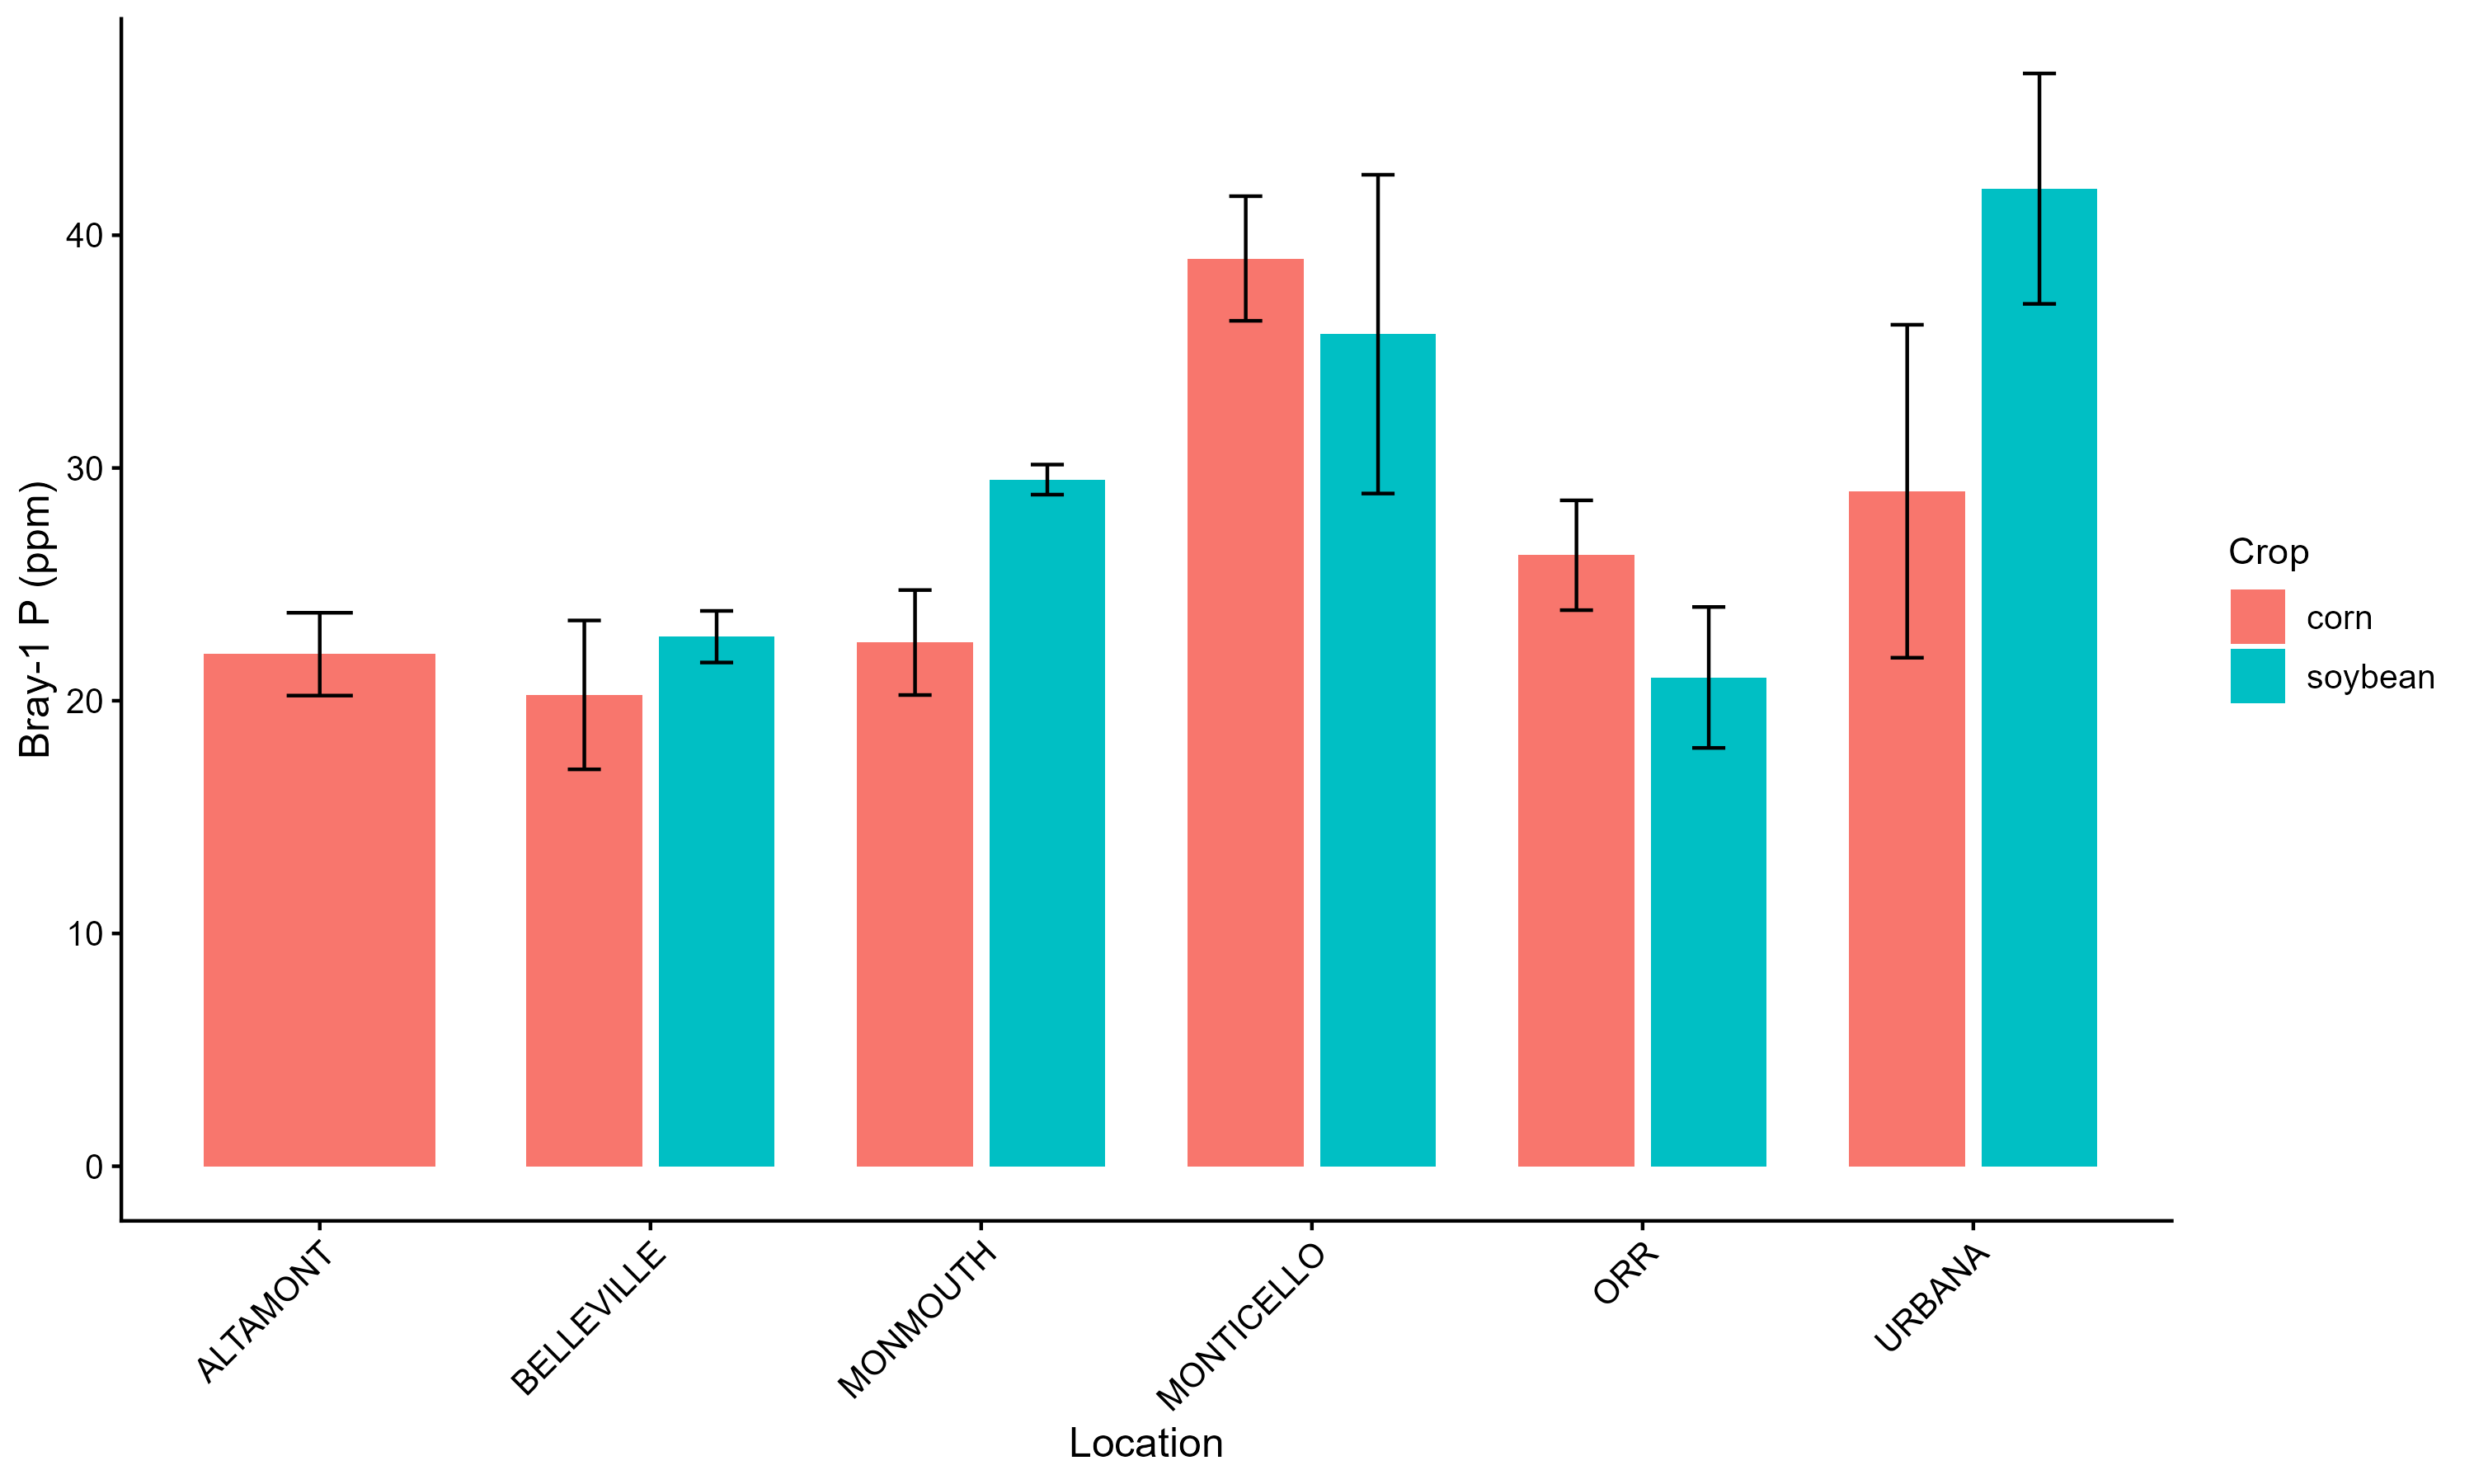 Bray-1 P (ppm)
40
30
20
10
0
ALTAMONT
BELLEVILLE
MONMOUTH
MONTICELLO
ORR
URBANA
Location
Crop
corn
soybean